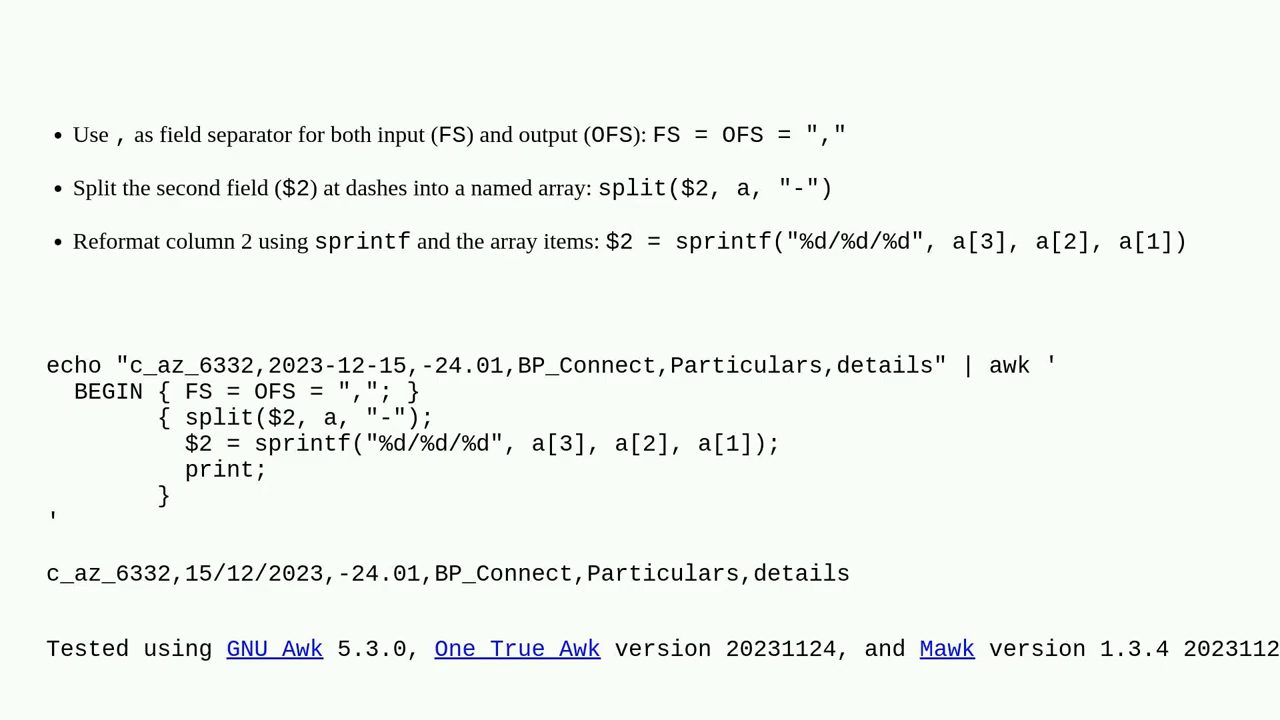 • Use , as field separator for both input (FS) and output (OFS): FS = OFS = ","
• Split the second field ($2) at dashes into a named array: split($2, a, "-")
• Reformat column 2 using sprintf and the array items: $2 = sprintf("%d/%d/%d", a[3], a[2], a[1])
echo "c_az_6332,2023-12-15,-24.01,BP_Connect,Particulars,details" | awk '
  BEGIN { FS = OFS = ","; }
        { split($2, a, "-");
          $2 = sprintf("%d/%d/%d", a[3], a[2], a[1]);
          print;
        }
'
c_az_6332,15/12/2023,-24.01,BP_Connect,Particulars,details
Tested using GNU Awk 5.3.0, One True Awk version 20231124, and Mawk version 1.3.4 2023112